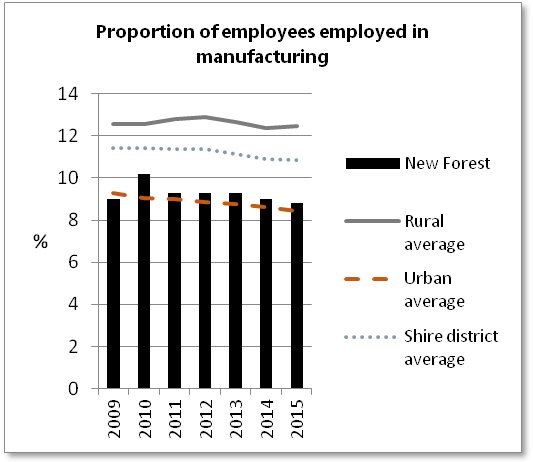 Proportion of employees employed in
manufacturing
14
12
10
8
6
4
2
0
%
2009
2010
2011
2012
2013
2014
2015
New Forest
Rural
average
Urban
average
Shire district
average